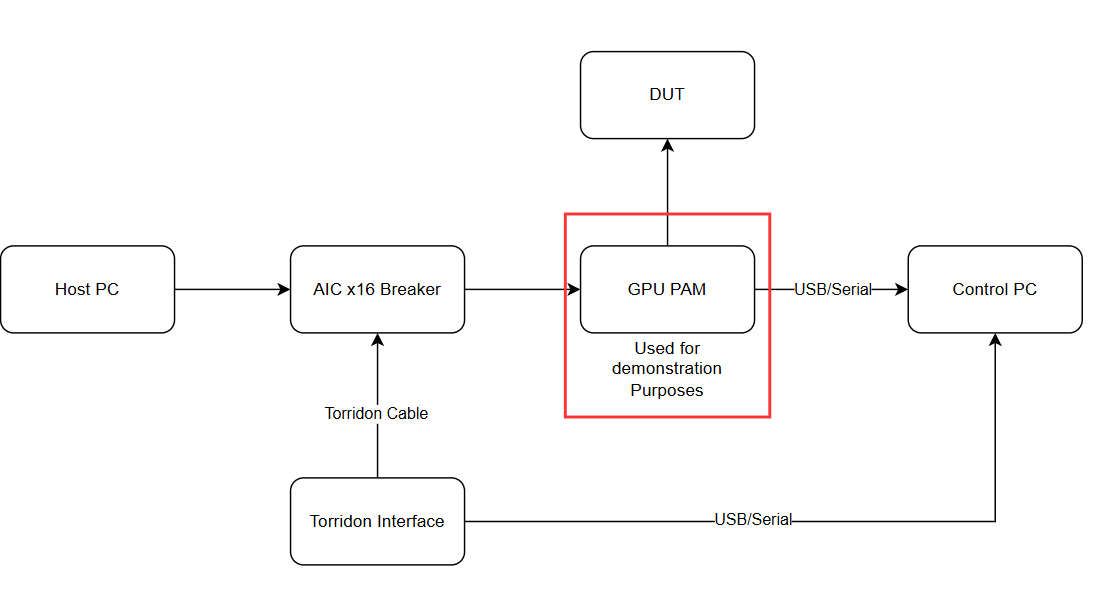 DUT
Host PC
AIC x16 Breaker
GPU PAM
USB/Serial
Control PC
Used for
demonstration
Purposes
Torridon Cable
Torridon Interface
USB/Serial